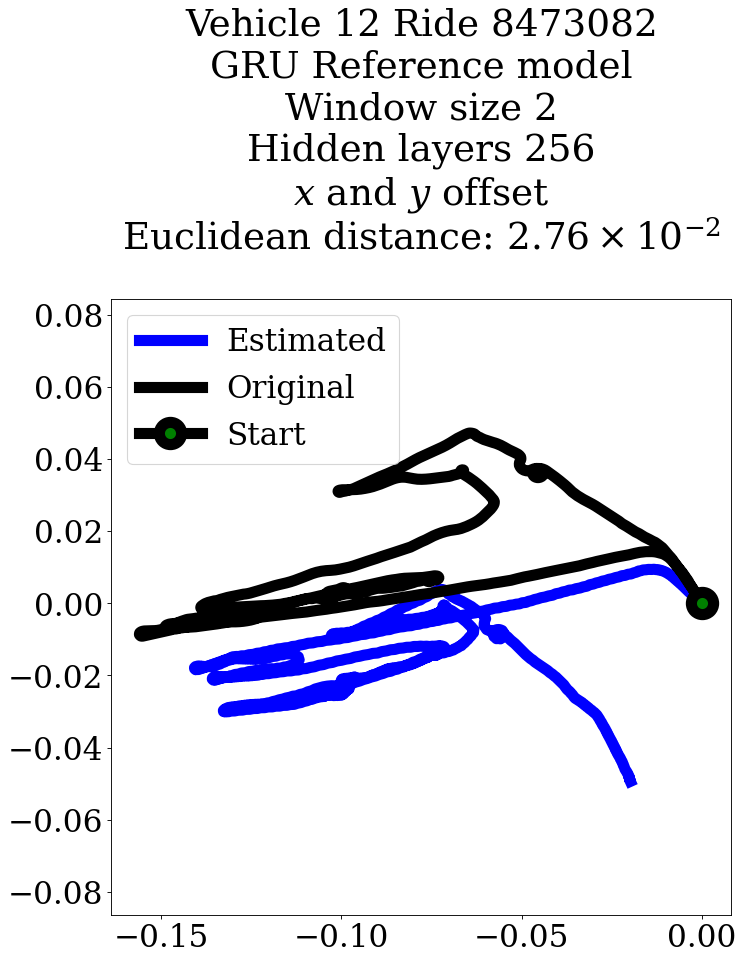 Vehicle 12 Ride 8473082
GRU Reference model
Window size 2
Hidden layers 256
x and y offset
Euclidean distance: 2.76 × 10⁻²
0.08
0.06
0.04
0.02
0.00
−0.02
−0.04
−0.06
−0.08
Estimated
Original
Start
−0.15
−0.10
−0.05
0.00